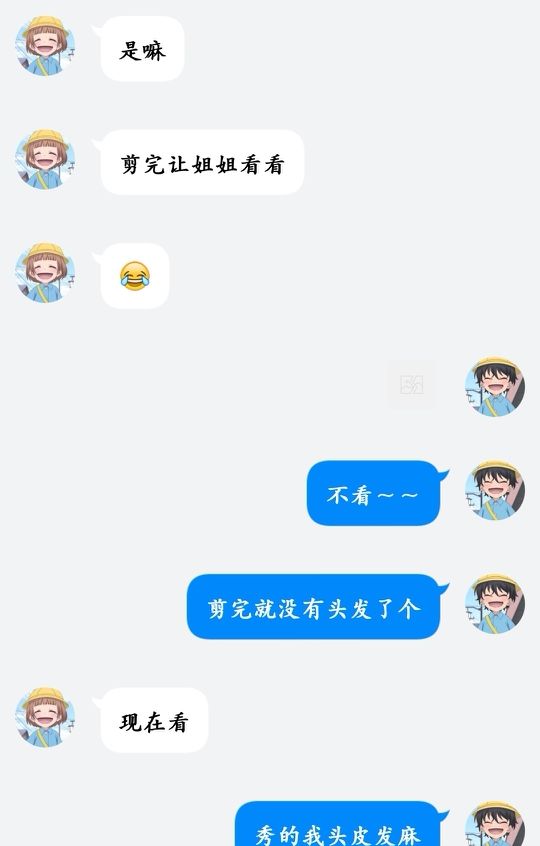 是嘛
剪完让姐姐看看
不看～～
剪完就没有头发了个
现在看
秀的我头皮发麻